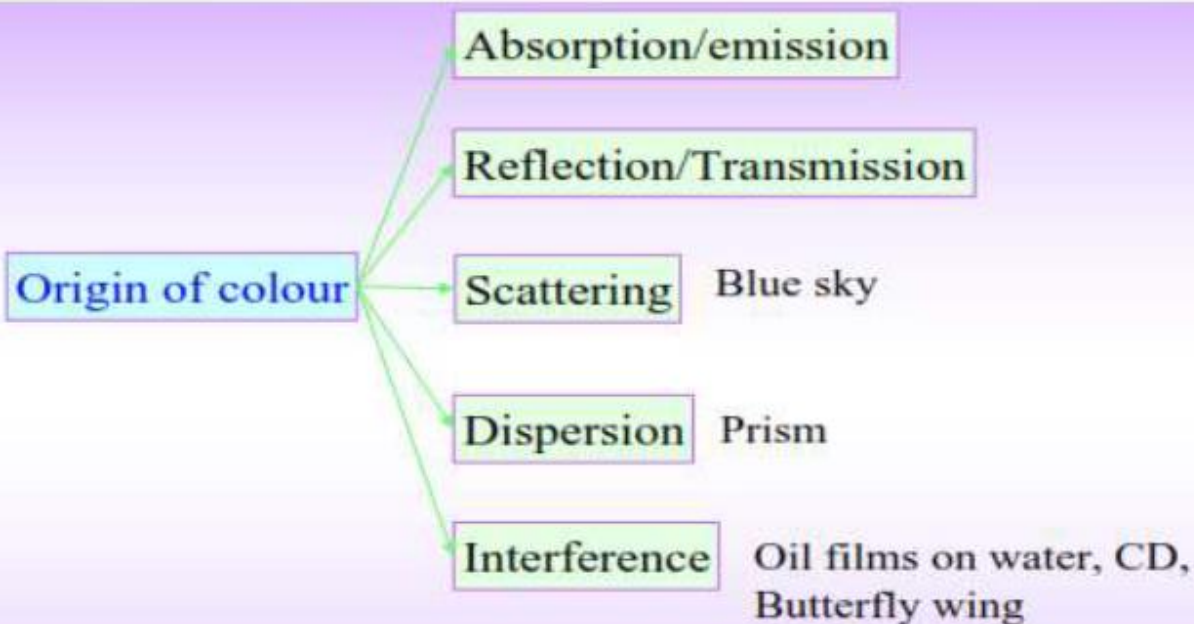 Absorption/emission
Reflection/Transmission
Origin of colour
Scattering
Blue sky
Dispersion
Prism
Interference
Oil films on water, CD,
Butterfly wing